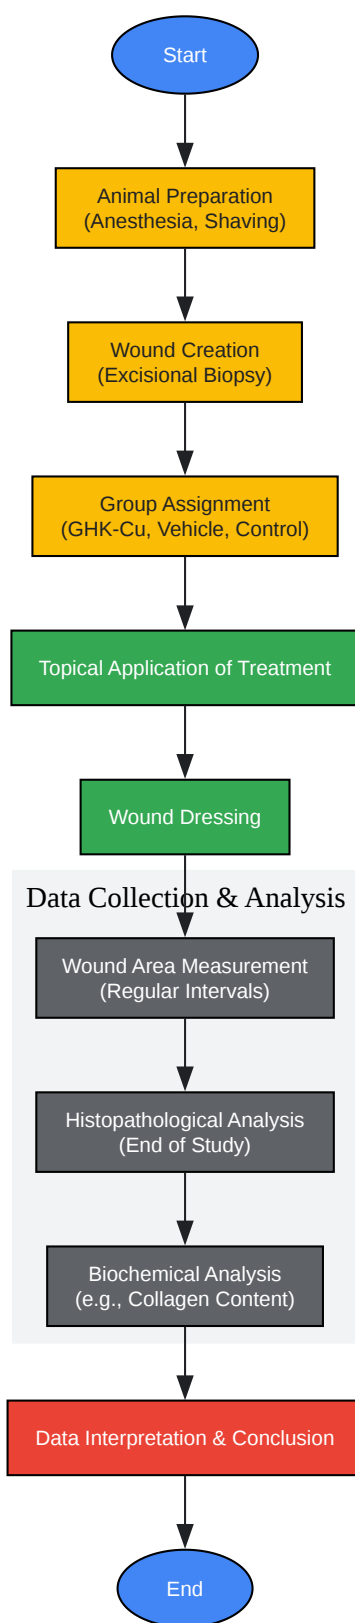 Start
Animal Preparation
(Anesthesia, Shaving)
Wound Creation
(Excisional Biopsy)
Group Assignment
(GHK-Cu, Vehicle, Control)
Topical Application of Treatment
Wound Dressing
Data Collection & Analysis
Wound Area Measurement
(Regular Intervals)
Histopathological Analysis
(End of Study)
Biochemical Analysis
(e.g., Collagen Content)
Data Interpretation & Conclusion
End